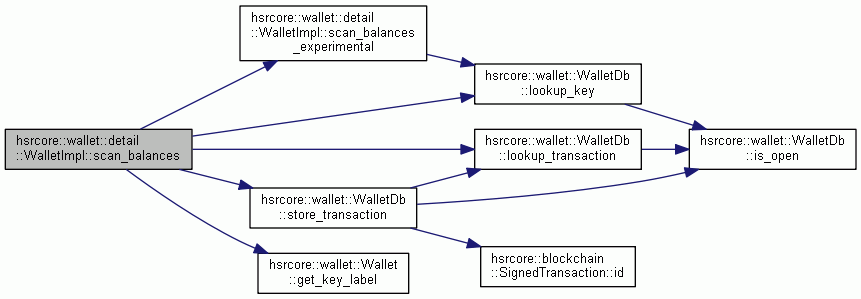 hsrcore::wallet::detail
::WalletImpl::scan_balances
_experimental
hsrcore::wallet::WalletDb
::lookup_key
hsrcore::wallet::detail
::WalletImpl::scan_balances
hsrcore::wallet::WalletDb
::lookup_transaction
hsrcore::wallet::WalletDb
::is_open
hsrcore::wallet::WalletDb
::store_transaction
hsrcore::wallet::Wallet
::get_key_label
hsrcore::blockchain
::SignedTransaction::id